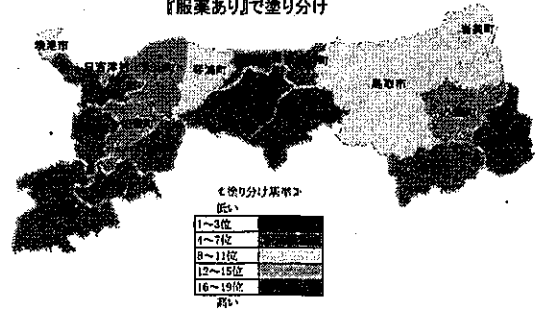 『服薬あり』で塗り分け
岩美町
境港市
日吉津村
琴浦町
鳥取市
≪塗り分け基準≫
低い
1～3位
4～7位
8～11位
12～15位
16～19位
高い